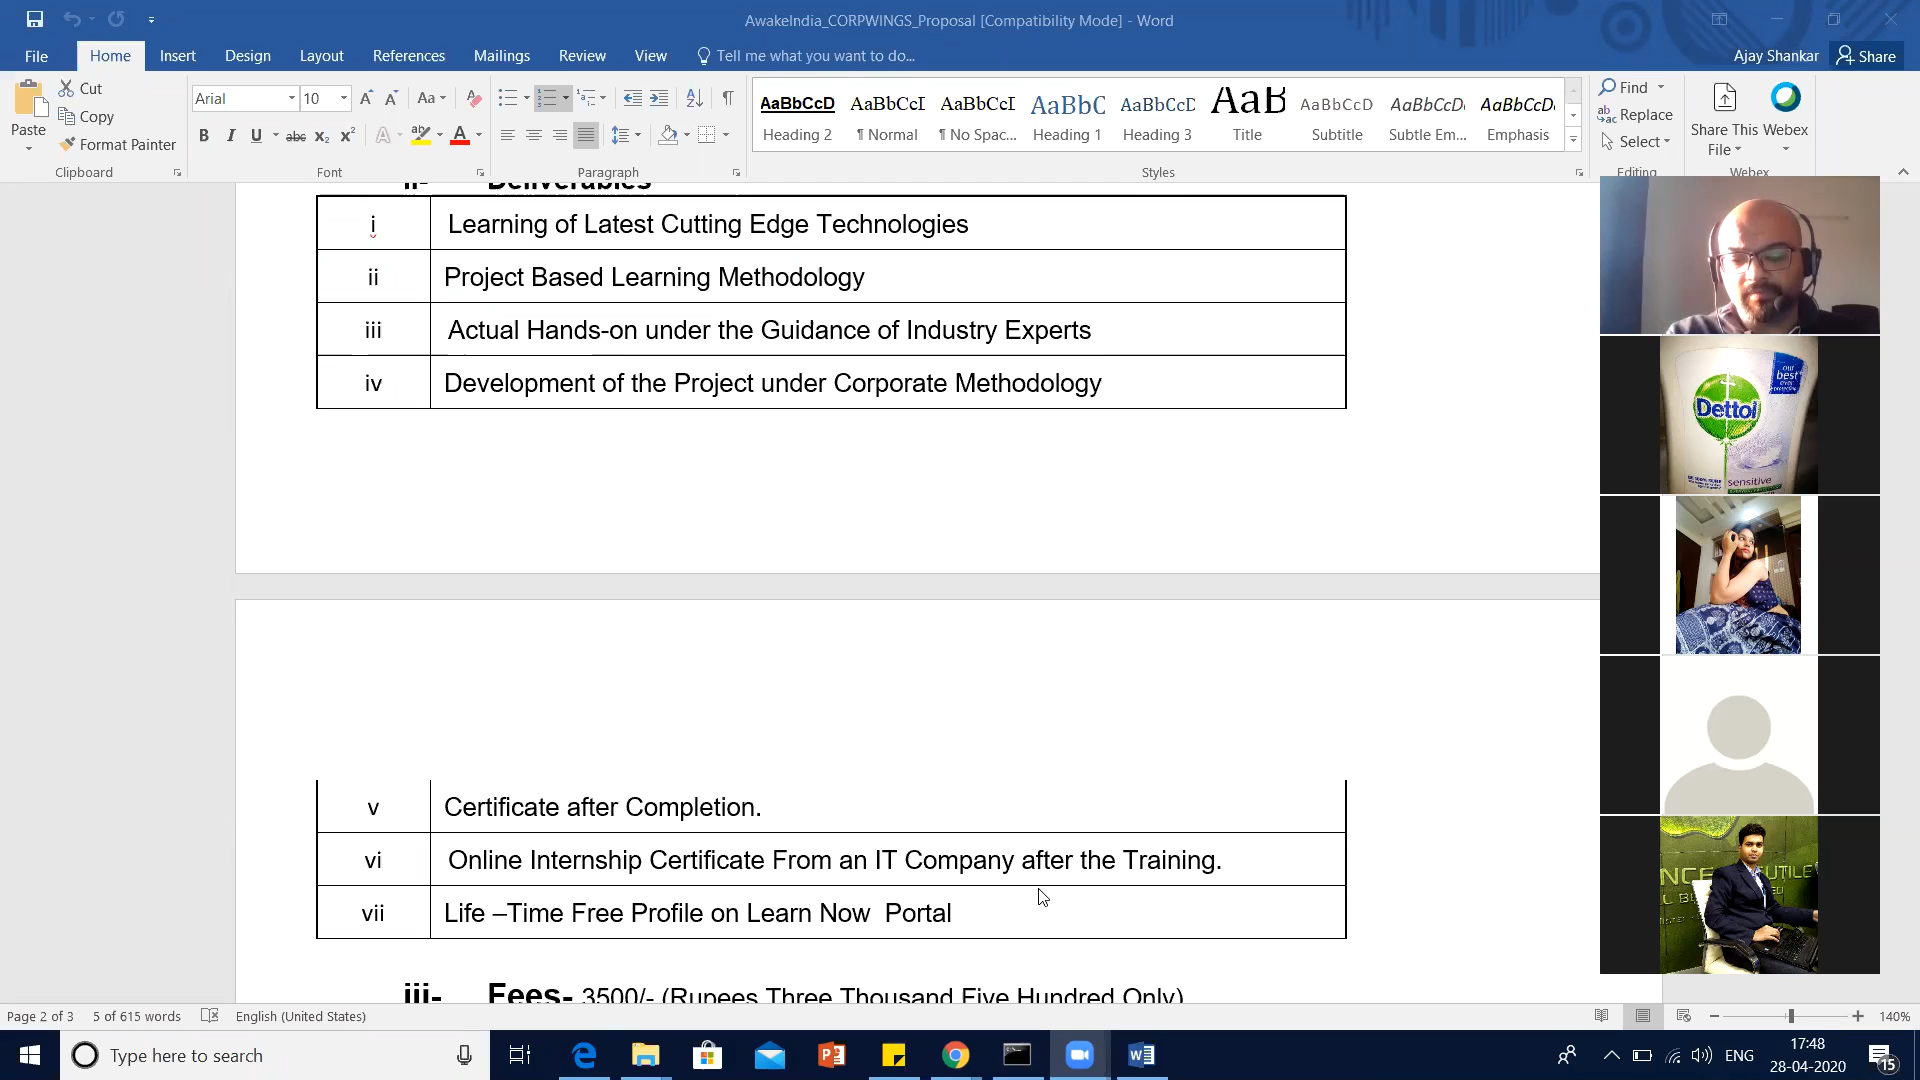 AwakeIndia_CORPWINGS_Proposal [Compatibility Mode] - Word
File Home Insert Design Layout References Mailings Review View Tell me what you want to do... Ajay Shankar Share
Paste Cut Copy Format Painter
Clipboard
Arial 10
Font
Paragraph
AaBbCcD AaBbCcI AaBbCcI AaBbC AaBbCcD AaB AaBbCcD AaBbCcD AaBbCcD
Heading 2 ¶ Normal ¶ No Spac... Heading 1 Heading 3 Title Subtitle Subtle Em... Emphasis
Styles
Find
Replace
Select
Editing
Share This File
Webex
Webex
ii- Deliverables
i Learning of Latest Cutting Edge Technologies
ii Project Based Learning Methodology
iii Actual Hands-on under the Guidance of Industry Experts
iv Development of the Project under Corporate Methodology
v Certificate after Completion.
vi Online Internship Certificate From an IT Company after the Training.
vii Life –Time Free Profile on Learn Now Portal
iii- Fees- 3500/- (Rupees Three Thousand Five Hundred Only)
our best
Dettol
sensitive
Page 2 of 3 5 of 615 words English (United States) 140%
Type here to search
ENG
17:48
28-04-2020
15